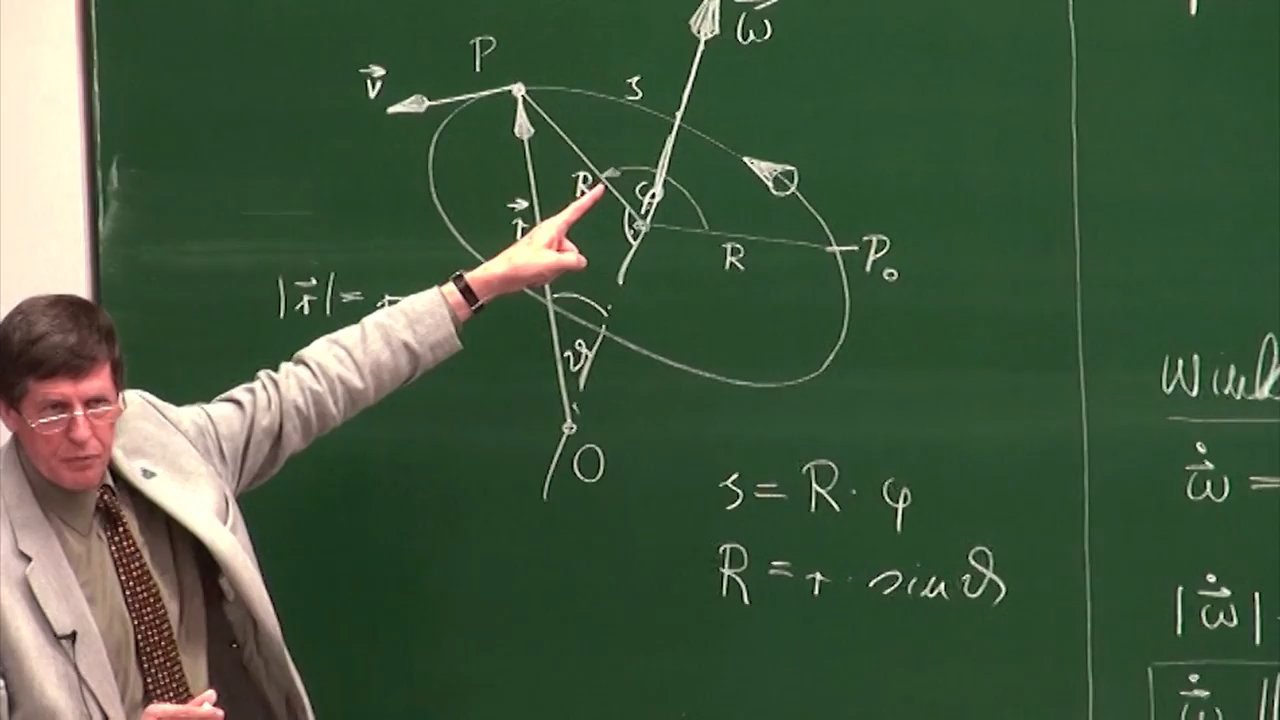 ω⃗
P
s
v⃗
R
φ
r⃗
R
P₀
|r⃗| = r
ϑ
O
s = R · φ
R = r · sin ϑ
ω⃗̇ =
|ω⃗̇|
ω⃗̇ ||